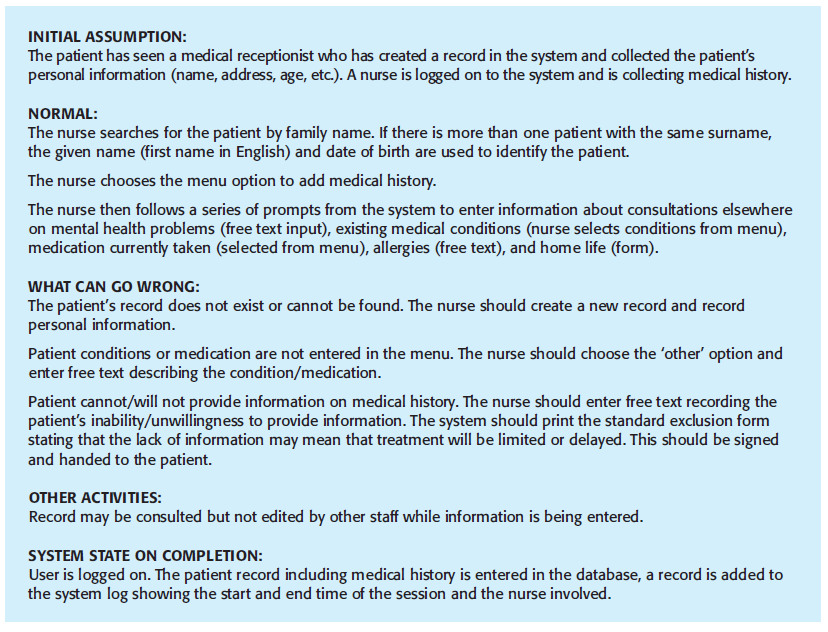 INITIAL ASSUMPTION:
The patient has seen a medical receptionist who has created a record in the system and collected the patient’s
personal information (name, address, age, etc.). A nurse is logged on to the system and is collecting medical history.
NORMAL:
The nurse searches for the patient by family name. If there is more than one patient with the same surname,
the given name (first name in English) and date of birth are used to identify the patient.
The nurse chooses the menu option to add medical history.
The nurse then follows a series of prompts from the system to enter information about consultations elsewhere
on mental health problems (free text input), existing medical conditions (nurse selects conditions from menu),
medication currently taken (selected from menu), allergies (free text), and home life (form).
WHAT CAN GO WRONG:
The patient’s record does not exist or cannot be found. The nurse should create a new record and record
personal information.
Patient conditions or medication are not entered in the menu. The nurse should choose the ‘other’ option and
enter free text describing the condition/medication.
Patient cannot/will not provide information on medical history. The nurse should enter free text recording the
patient’s inability/unwillingness to provide information. The system should print the standard exclusion form
stating that the lack of information may mean that treatment will be limited or delayed. This should be signed
and handed to the patient.
OTHER ACTIVITIES:
Record may be consulted but not edited by other staff while information is being entered.
SYSTEM STATE ON COMPLETION:
User is logged on. The patient record including medical history is entered in the database, a record is added to
the system log showing the start and end time of the session and the nurse involved.